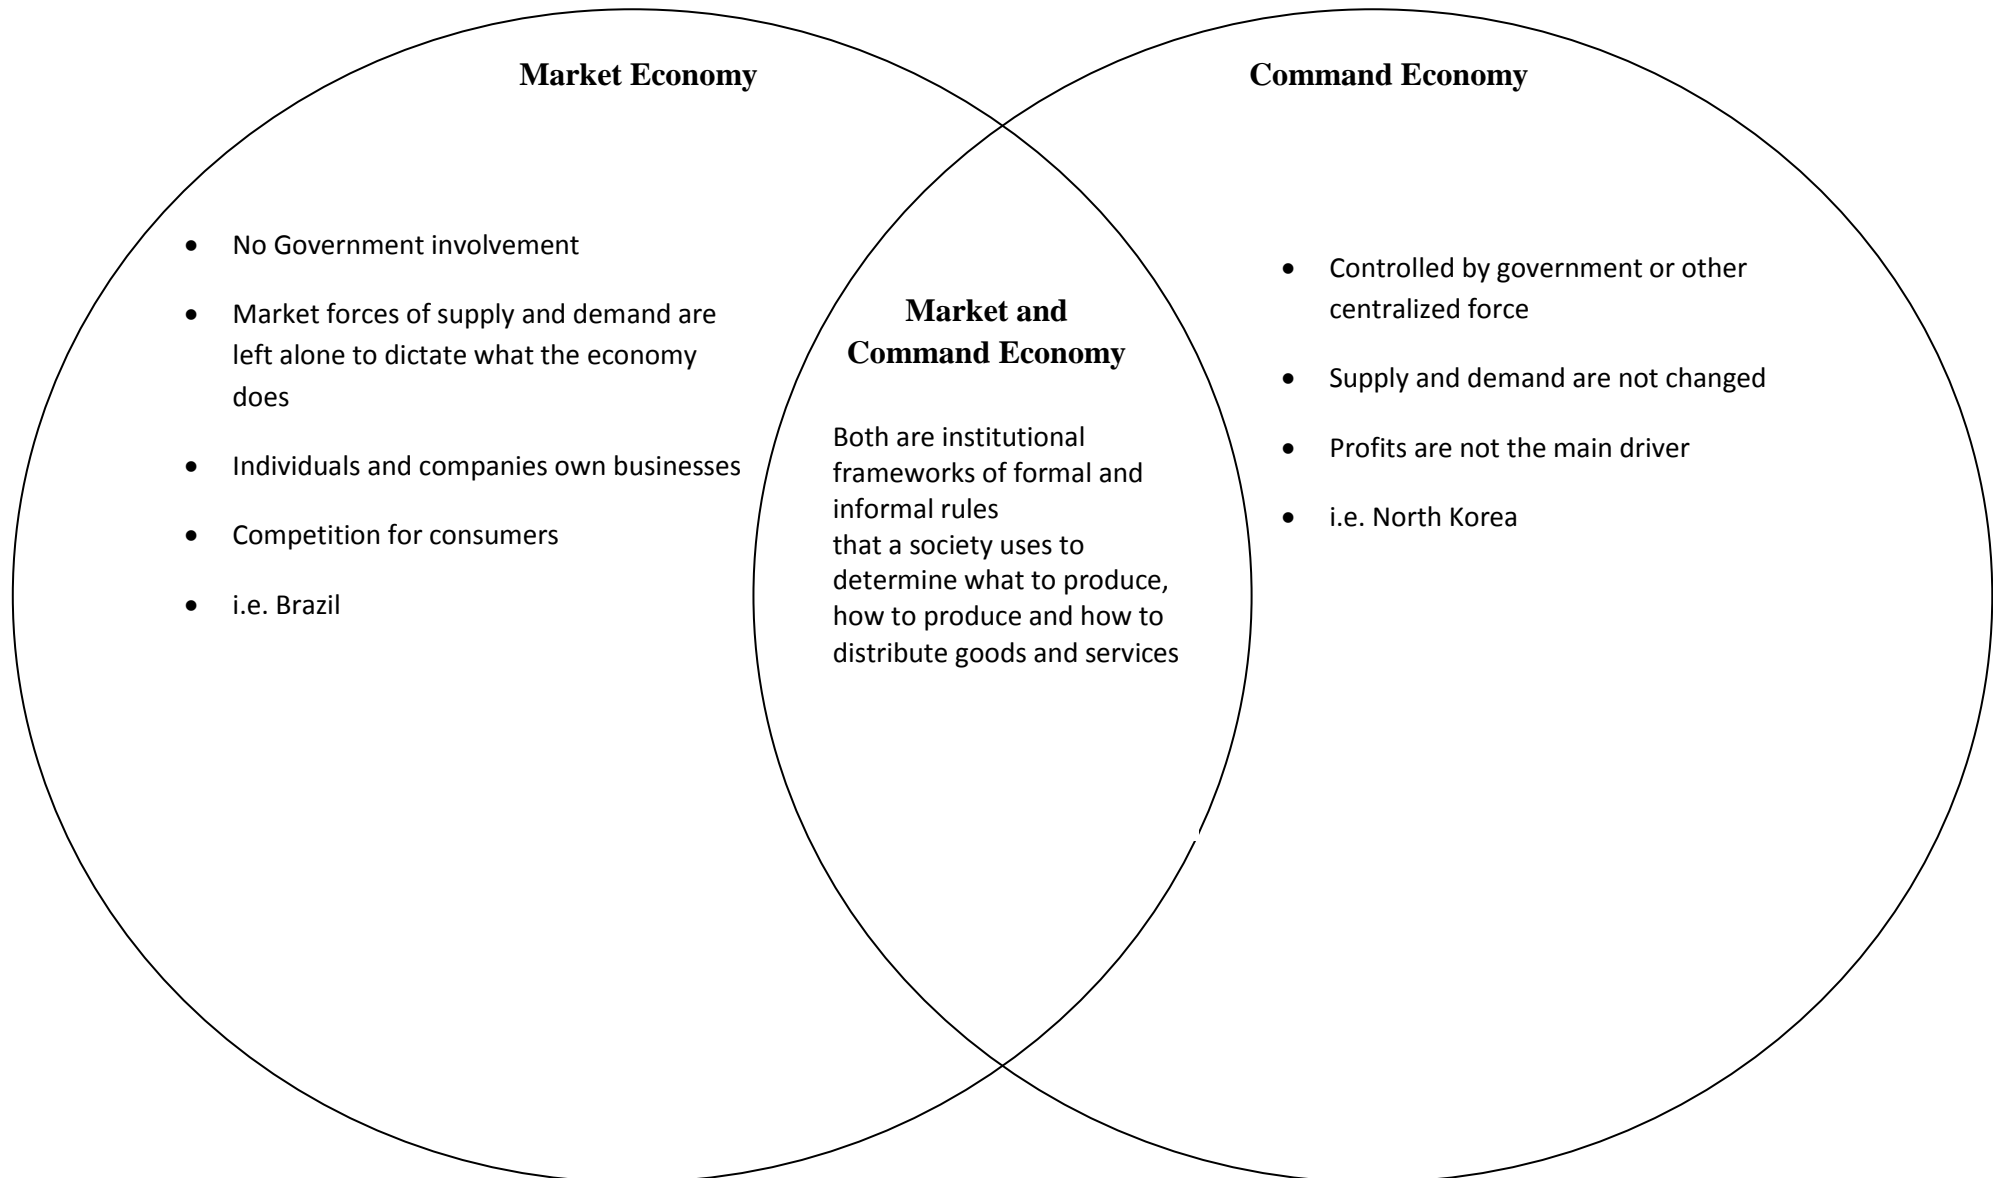 Market Economy
• No Government involvement
• Market forces of supply and demand are
left alone to dictate what the economy
does
• Individuals and companies own businesses
• Competition for consumers
• i.e. Brazil
Market and
Command Economy
Both are institutional
frameworks of formal and
informal rules
that a society uses to
determine what to produce,
how to produce and how to
distribute goods and services
Command Economy
• Controlled by government or other
centralized force
• Supply and demand are not changed
• Profits are not the main driver
• i.e. North Korea